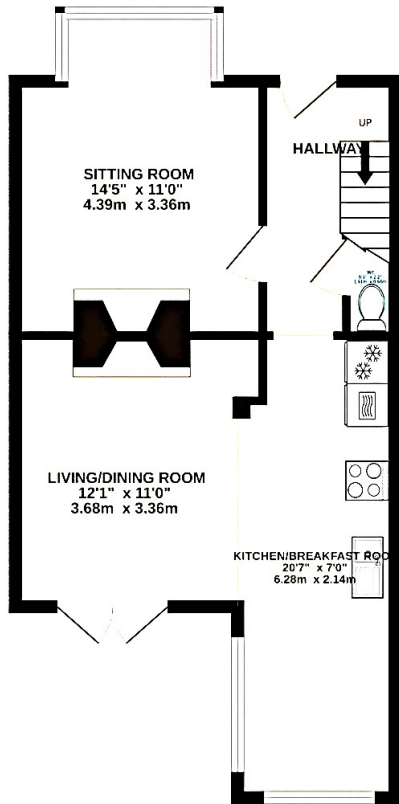 UP
HALLWAY
SITTING ROOM
14'5" x 11'0"
4.39m x 3.36m
WC
LIVING/DINING ROOM
12'1" x 11'0"
3.68m x 3.36m
KITCHEN/BREAKFAST ROO
20'7" x 7'0"
6.28m x 2.14m